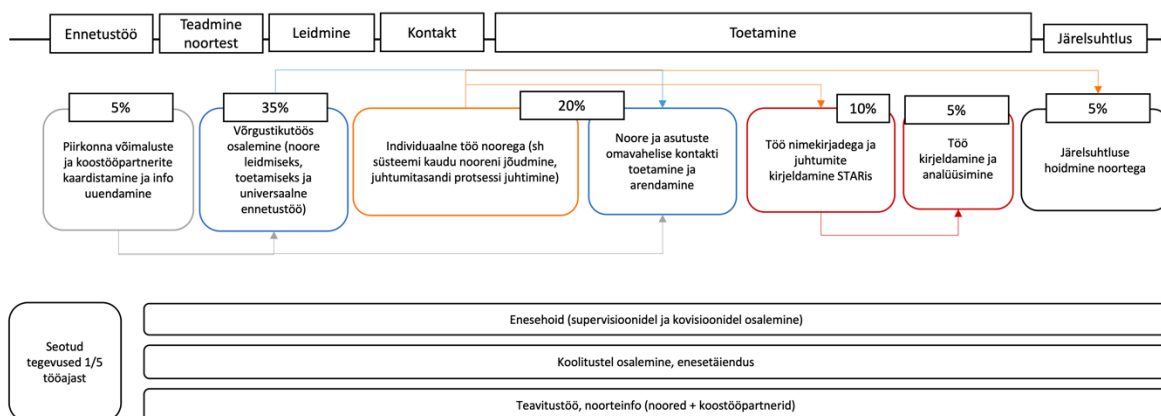 Ennetustöö
Teadmine
noortest
Leidmine
Kontakt
Toetamine
Järelsuhtlus
5%
Piirkonna võimaluste
ja koostööpartnerite
kaardistamine ja info
uuendamine
35%
Võrgustikutöös
osalemine (noore
leidmiseks,
toetamiseks ja
universaalne
ennetustöö)
20%
Individuaalne töö noorega (sh
süsteemi kaudu nooreni jõudmine,
juhtumitasandi protsessi juhtimine)
Noore ja asutuste
omavahelise kontakti
toetamine ja
arendamine
10%
Töö nimekirjadega ja
juhtumite
kirjeldamine STARis
5%
Töö
kirjeldamine ja
analüüsimine
5%
Järelsuhtluse
hoidmine noortega
Seotud
tegevused 1/5
tööajast
Enesehoid (supervisioonidel ja kovisioonidel osalemine)
Koolitustel osalemine, enesetäiendus
Teavitustöö, noorteinfo (noored + koostööpartnerid)